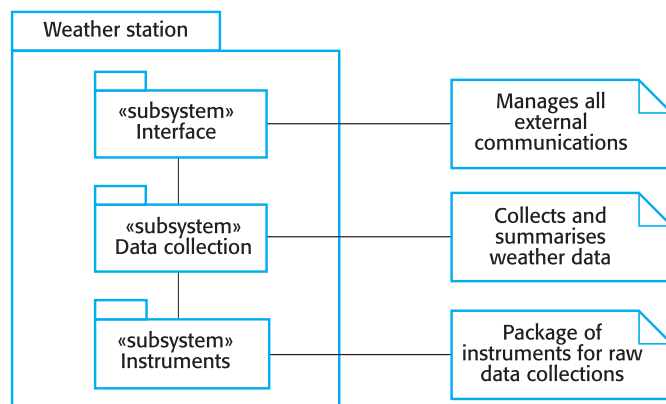 Weather station
«subsystem»
Interface
Manages all
external
communications
«subsystem»
Data collection
Collects and
summarises
weather data
«subsystem»
Instruments
Package of
instruments for raw
data collections